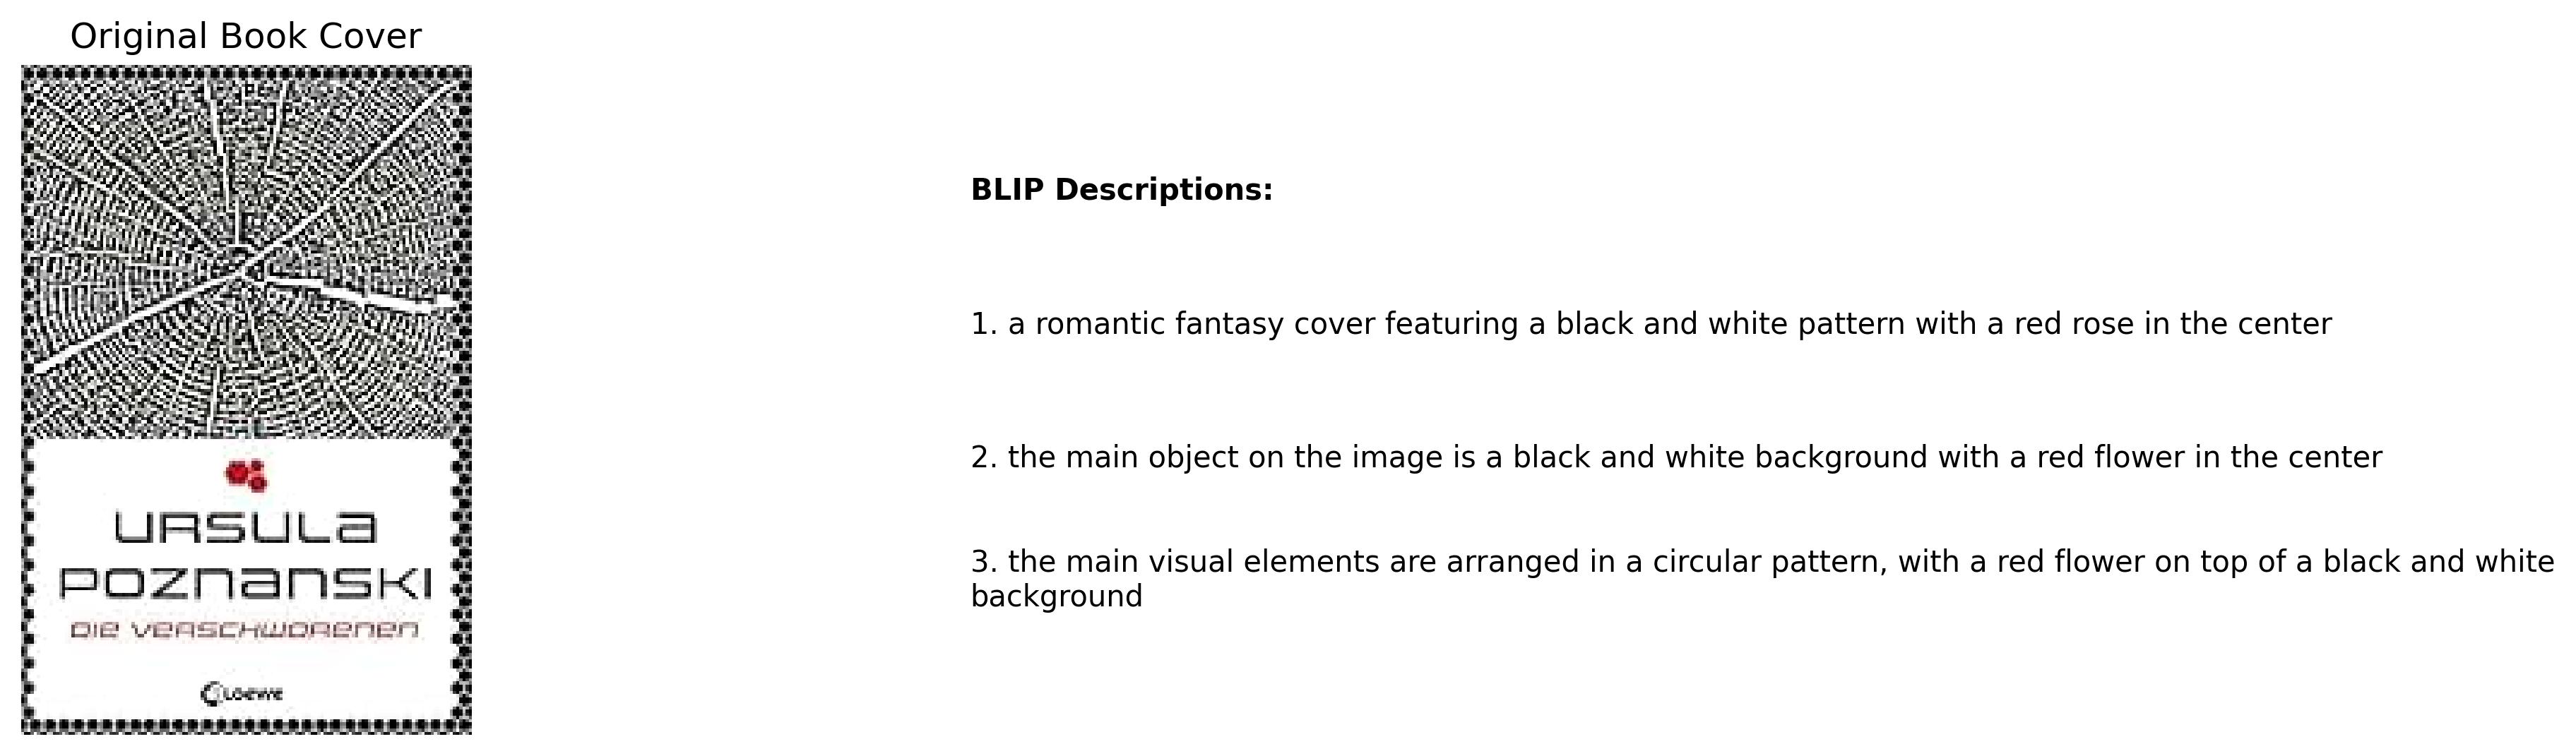 Original Book Cover
URSULA
POZNANSKI
DIE VERSCHWORENEN
Loewe
BLIP Descriptions:
1. a romantic fantasy cover featuring a black and white pattern with a red rose in the center
2. the main object on the image is a black and white background with a red flower in the center
3. the main visual elements are arranged in a circular pattern, with a red flower on top of a black and white
background